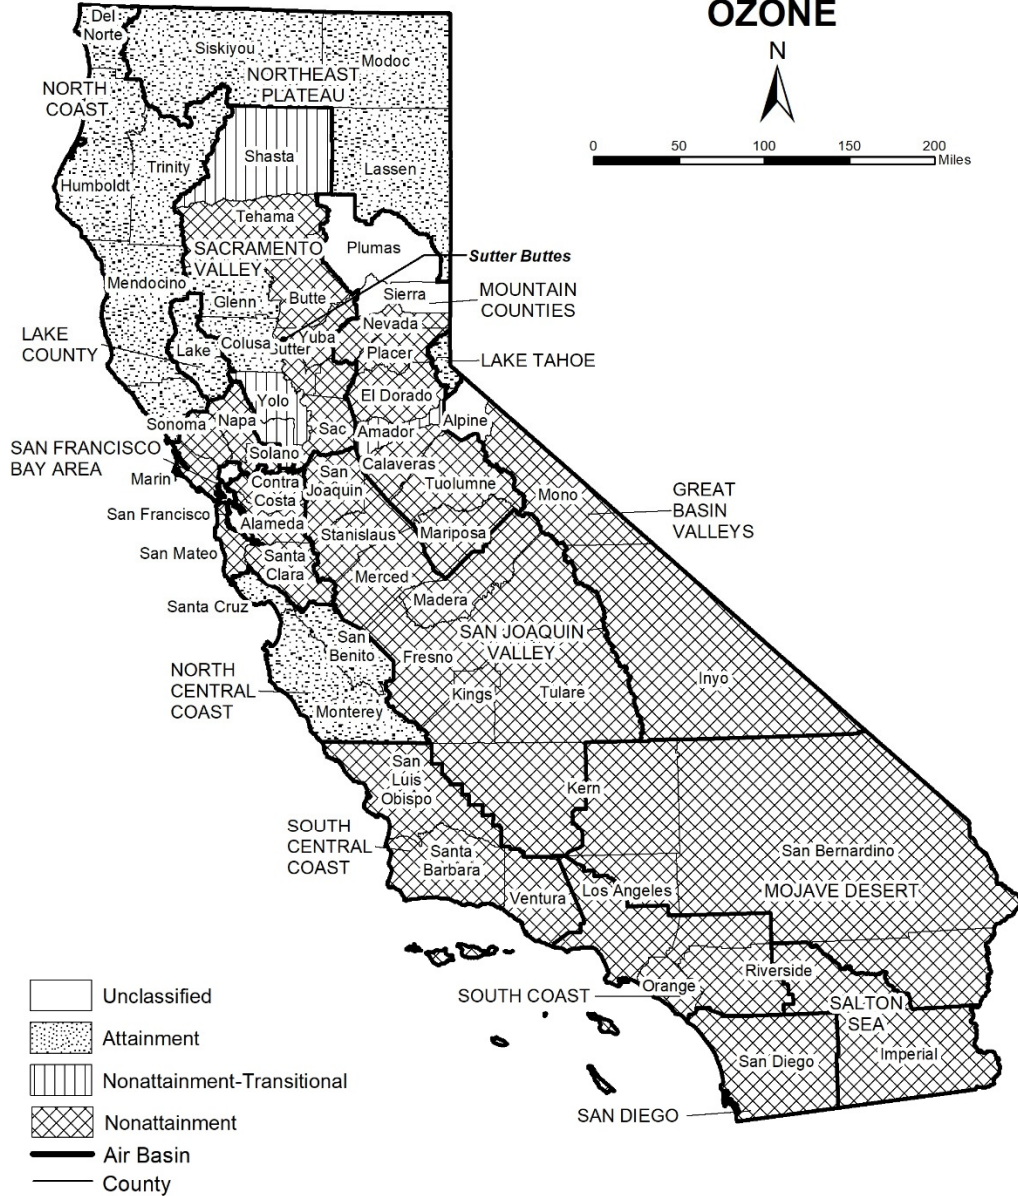 OZONE
N
0 50 100 150 200
Miles
Del
Norte
Siskiyou
Modoc
NORTHEAST
PLATEAU
NORTH
COAST
Shasta
Trinity
Lassen
Humboldt
Tehama
Plumas
SACRAMENTO
VALLEY
Sutter Buttes
Mendocino
Glenn
Butte
Sierra
MOUNTAIN
COUNTIES
Nevada
LAKE
COUNTY
Lake
Colusa
Sutter
Yuba
Placer
LAKE TAHOE
El Dorado
Yolo
Sonoma
Napa
Sac
Amador
Alpine
SAN FRANCISCO
BAY AREA
Solano
Calaveras
Marin
Contra
Costa
San
Joaquin
Tuolumne
Mono
GREAT
BASIN
VALLEYS
San Francisco
Alameda
Stanislaus
Mariposa
San Mateo
Santa
Clara
Merced
Santa Cruz
Madera
San
Benito
SAN JOAQUIN
VALLEY
Fresno
NORTH
CENTRAL
COAST
Monterey
Kings
Tulare
Inyo
San
Luis
Obispo
Kern
SOUTH
CENTRAL
COAST
Santa
Barbara
San Bernardino
MOJAVE DESERT
Los Angeles
Ventura
Orange
Riverside
SOUTH COAST
SALTON
SEA
San Diego
Imperial
SAN DIEGO
Unclassified
Attainment
Nonattainment-Transitional
Nonattainment
Air Basin
County